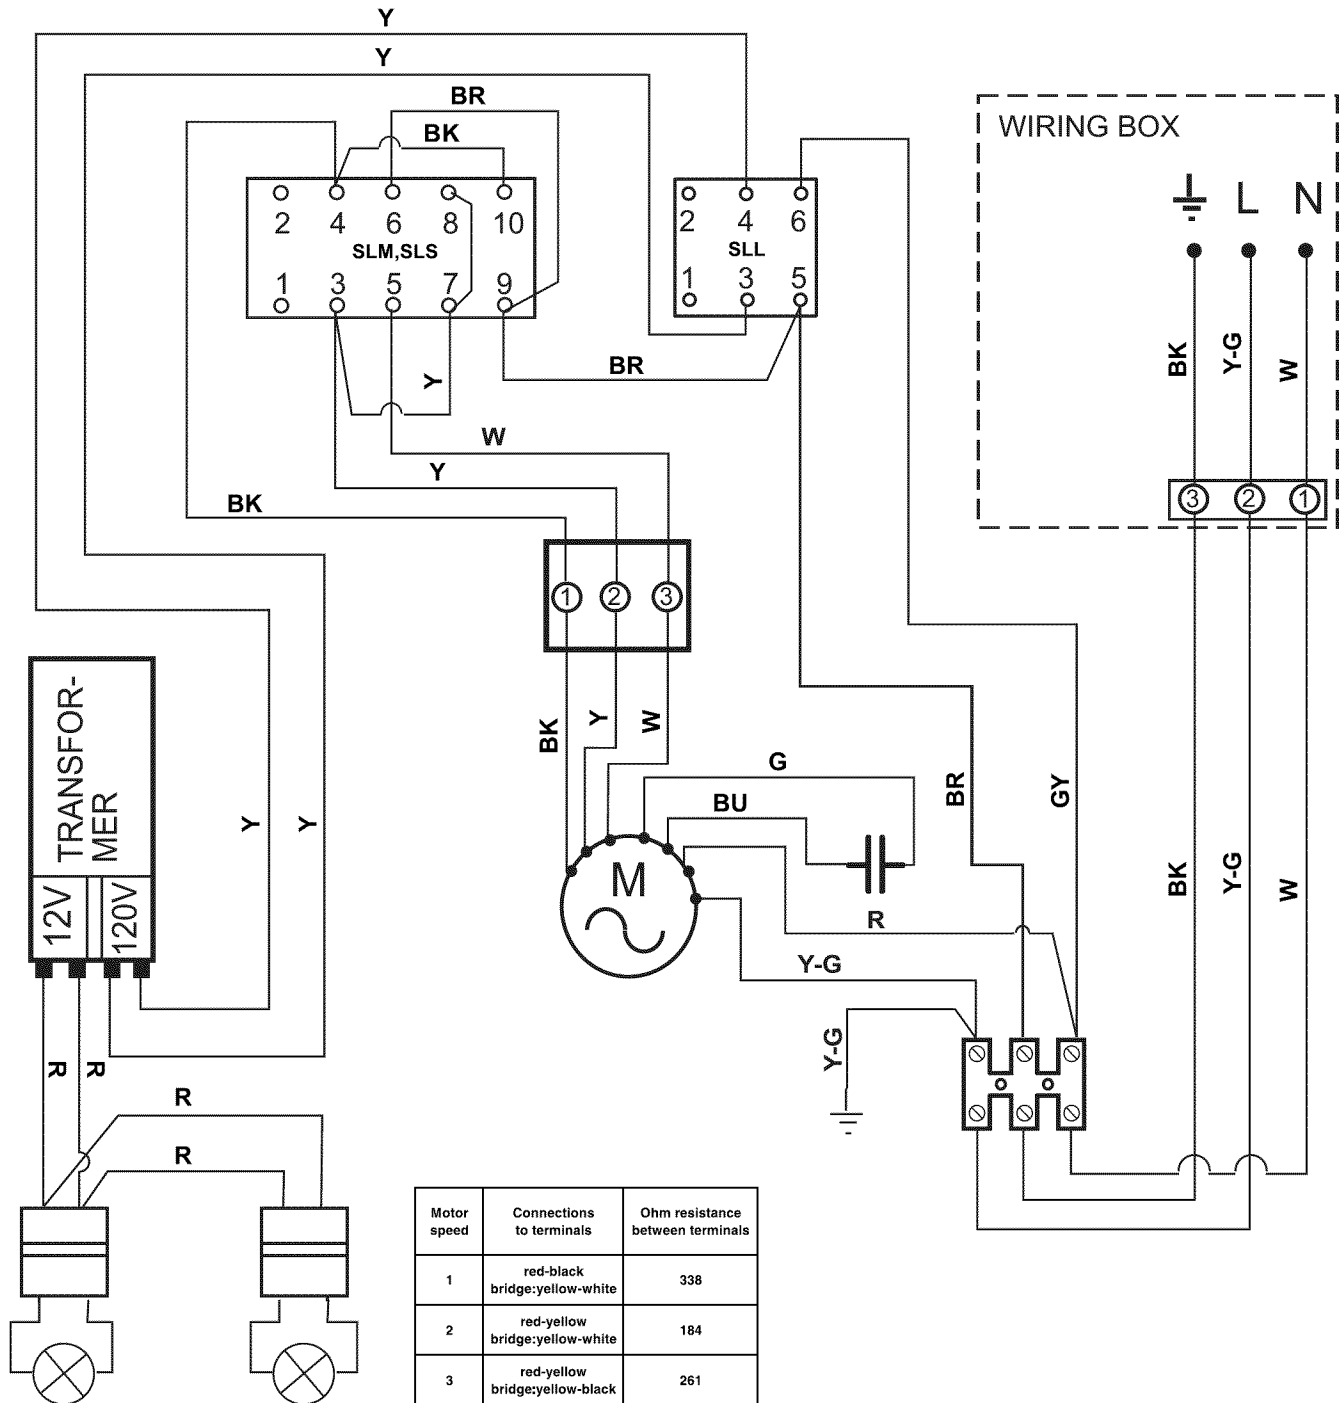 Y
Y
BR
BK
WIRING BOX
L N
2 4 6 8 10
SLM,SLS
1 3 5 7 9
2 4 6
SLL
1 3 5
BR
Y
W
Y
BK
BK
Y-G
W
3 2 1
1 2 3
BK
Y
W
G
BU
M
R
Y-G
Y-G
BR
GY
BK
Y-G
W
TRANSFOR-
MER
12V
120V
Y
Y
R
R
R
R
Motor
speed
Connections
to terminals
Ohm resistance
between terminals
1
red-black
bridge:yellow-white
338
2
red-yellow
bridge:yellow-white
184
3
red-yellow
bridge:yellow-black
261